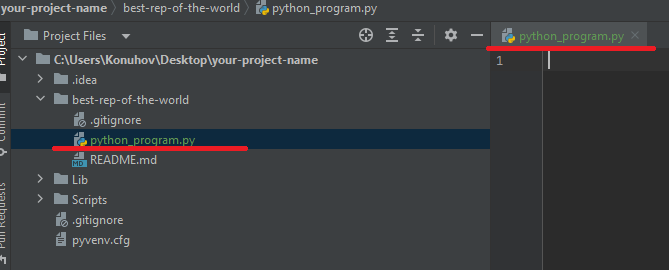 your-project-name best-rep-of-the-world python_program.py
Project
Project Files
python_program.py
C:\Users\Konuhov\Desktop\your-project-name
1
.idea
best-rep-of-the-world
.gitignore
Commit
python_program.py
MD README.md
Lib
Pull Requests
Scripts
.gitignore
pyvenv.cfg